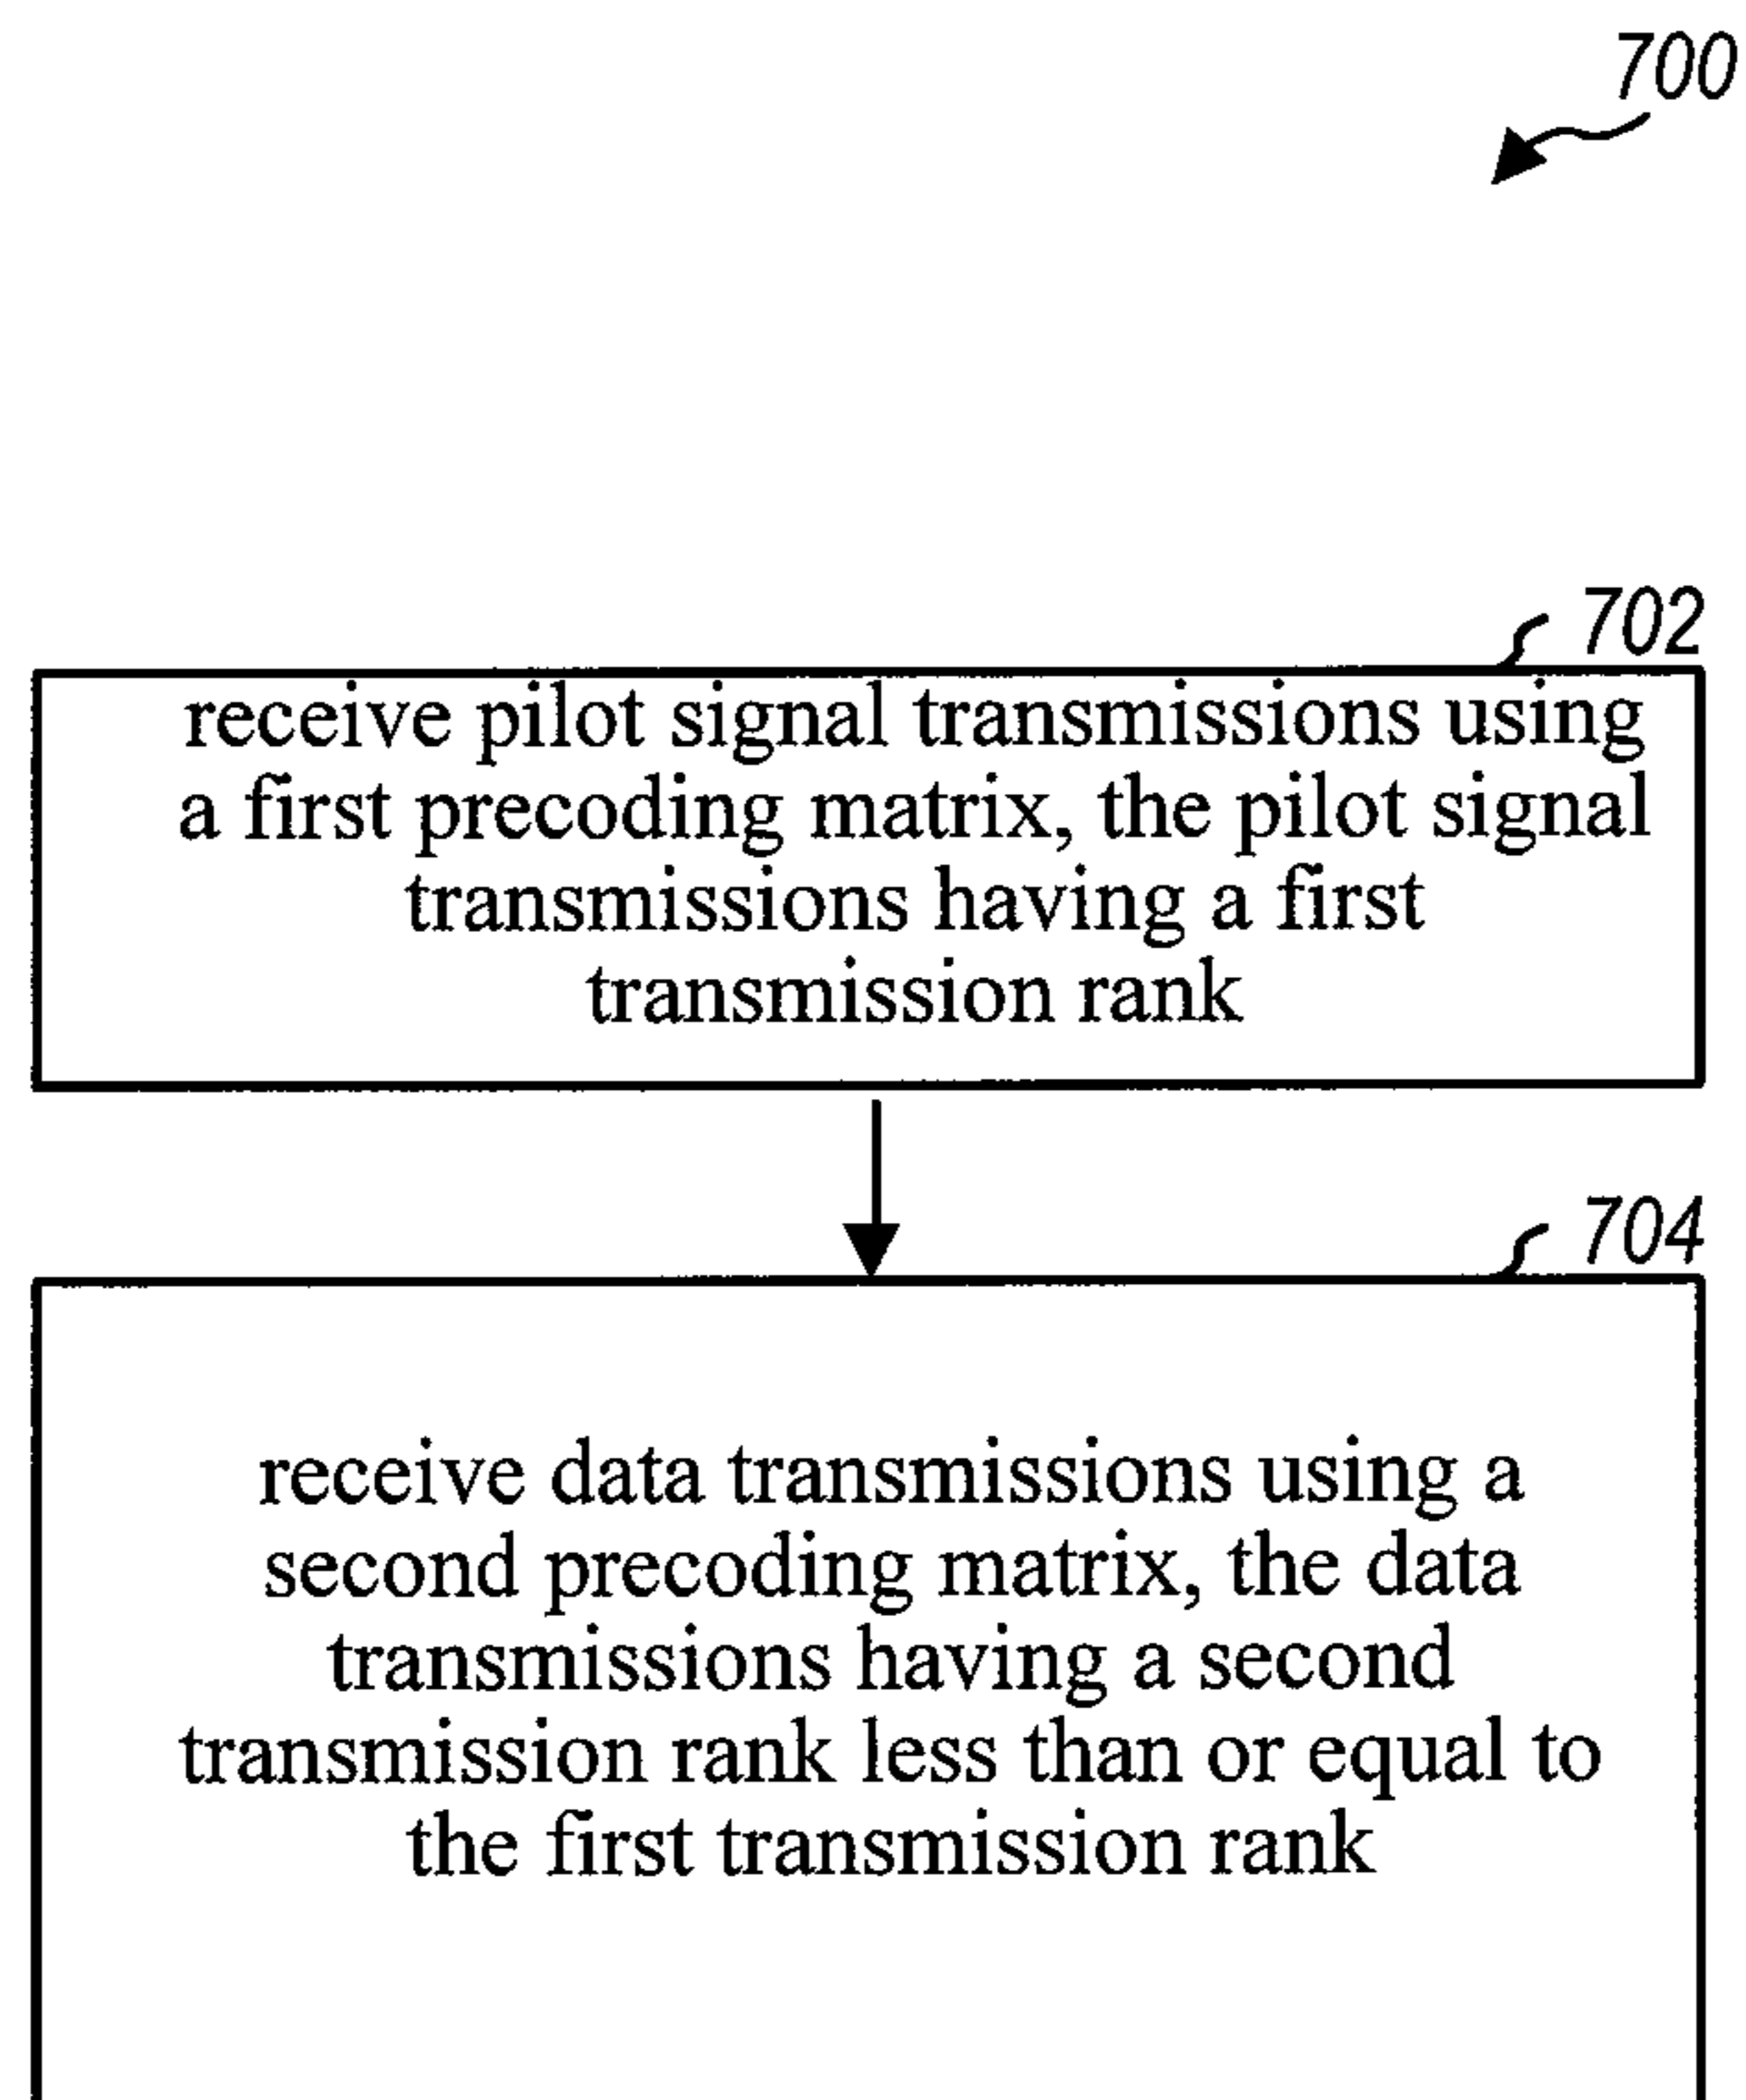 700
702
receive pilot signal transmissions using
a first precoding matrix, the pilot signal
transmissions having a first
transmission rank
704
receive data transmissions using a
second precoding matrix, the data
transmissions having a second
transmission rank less than or equal to
the first transmission rank